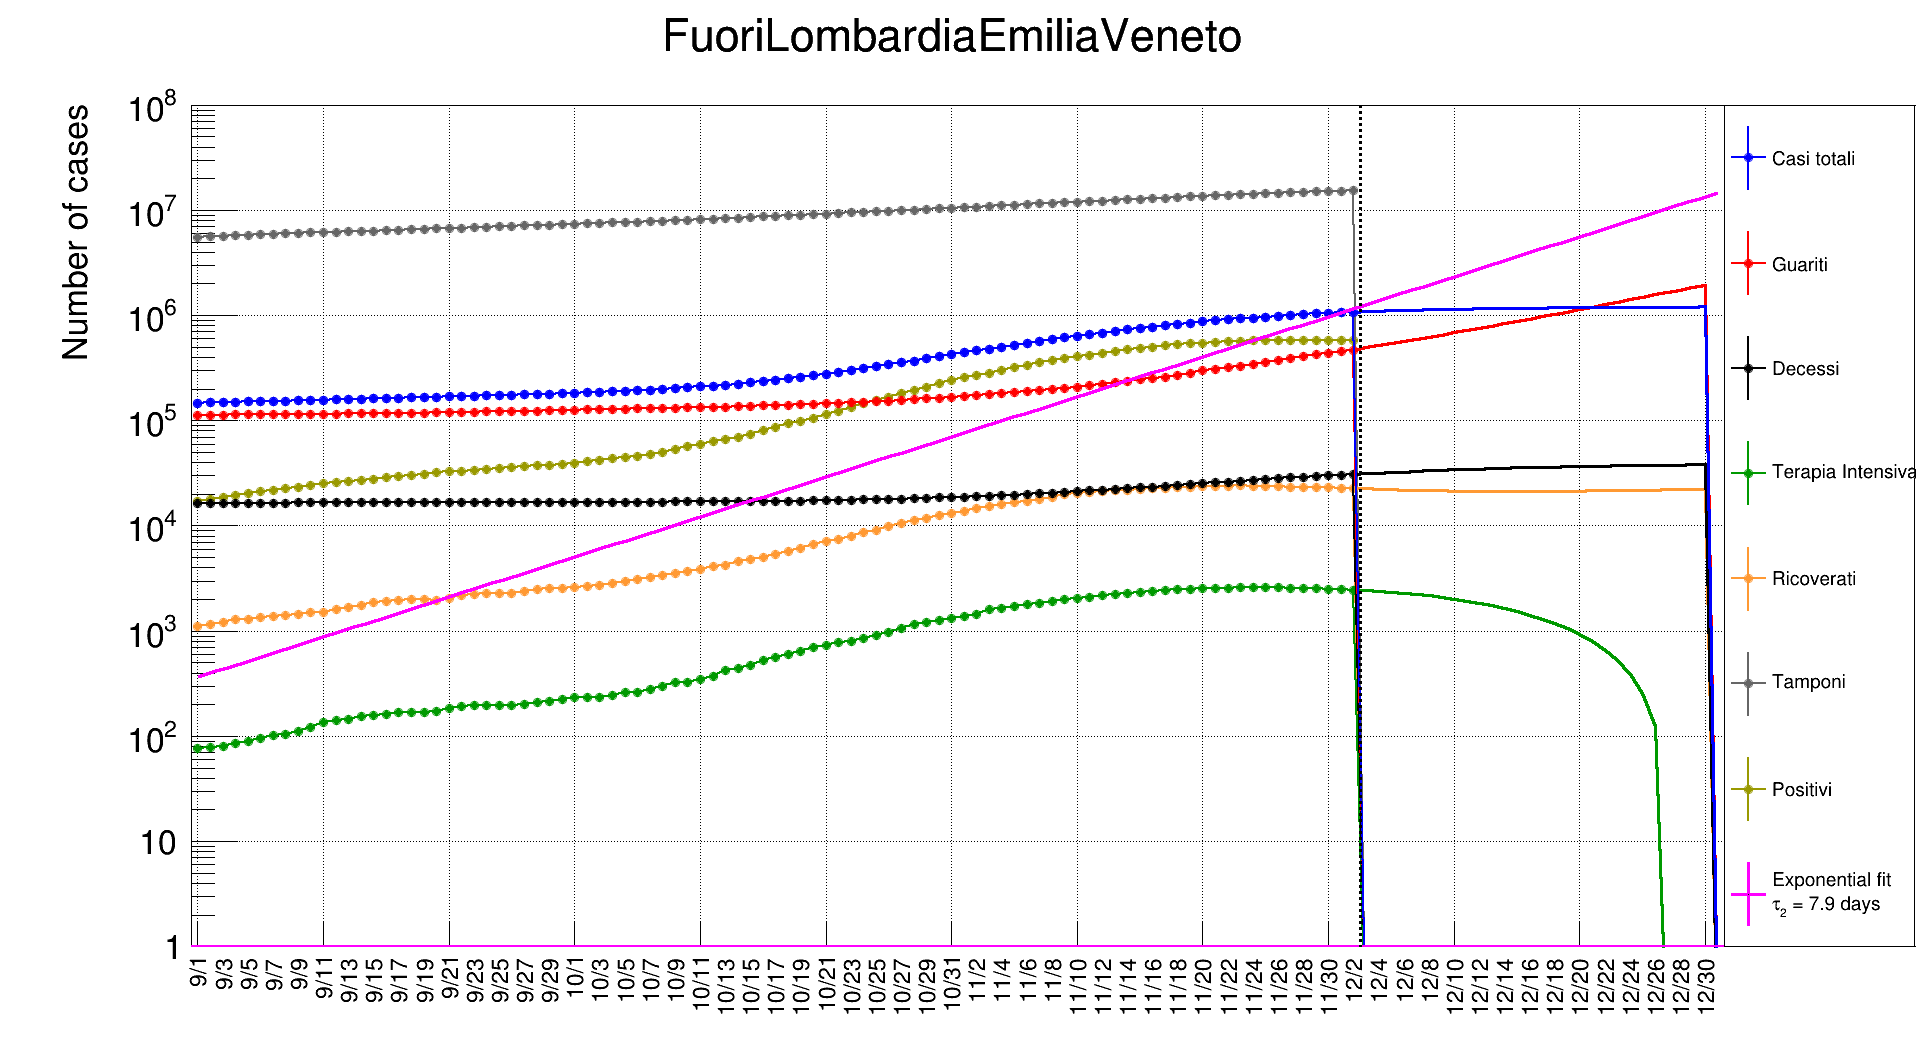 FuoriLombardiaEmiliaVeneto
Number of cases
10^8
10^7
10^6
10^5
10^4
10^3
10^2
10
1
9/1 9/3 9/5 9/7 9/9 9/11 9/13 9/15 9/17 9/19 9/21 9/23 9/25 9/27 9/29 10/1 10/3 10/5 10/7 10/9 10/11 10/13 10/15 10/17 10/19 10/21 10/23 10/25 10/27 10/29 10/31 11/2 11/4 11/6 11/8 11/10 11/12 11/14 11/16 11/18 11/20 11/22 11/24 11/26 11/28 11/30 12/2 12/4 12/6 12/8 12/10 12/12 12/14 12/16 12/18 12/20 12/22 12/24 12/26 12/28 12/30
Casi totali
Guariti
Decessi
Terapia Intensiva
Ricoverati
Tamponi
Positivi
Exponential fit
τ₂ = 7.9 days